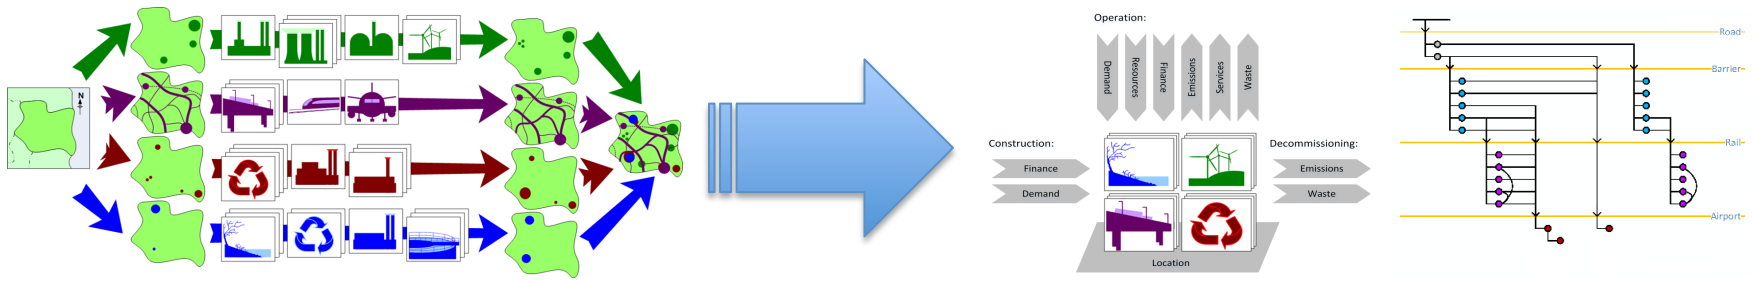 N
Operation:
Demand
Resources
Finance
Emissions
Services
Waste
Construction:
Finance
Demand
Decommissioning:
Emissions
Waste
Location
Road
Barrier
Rail
Airport